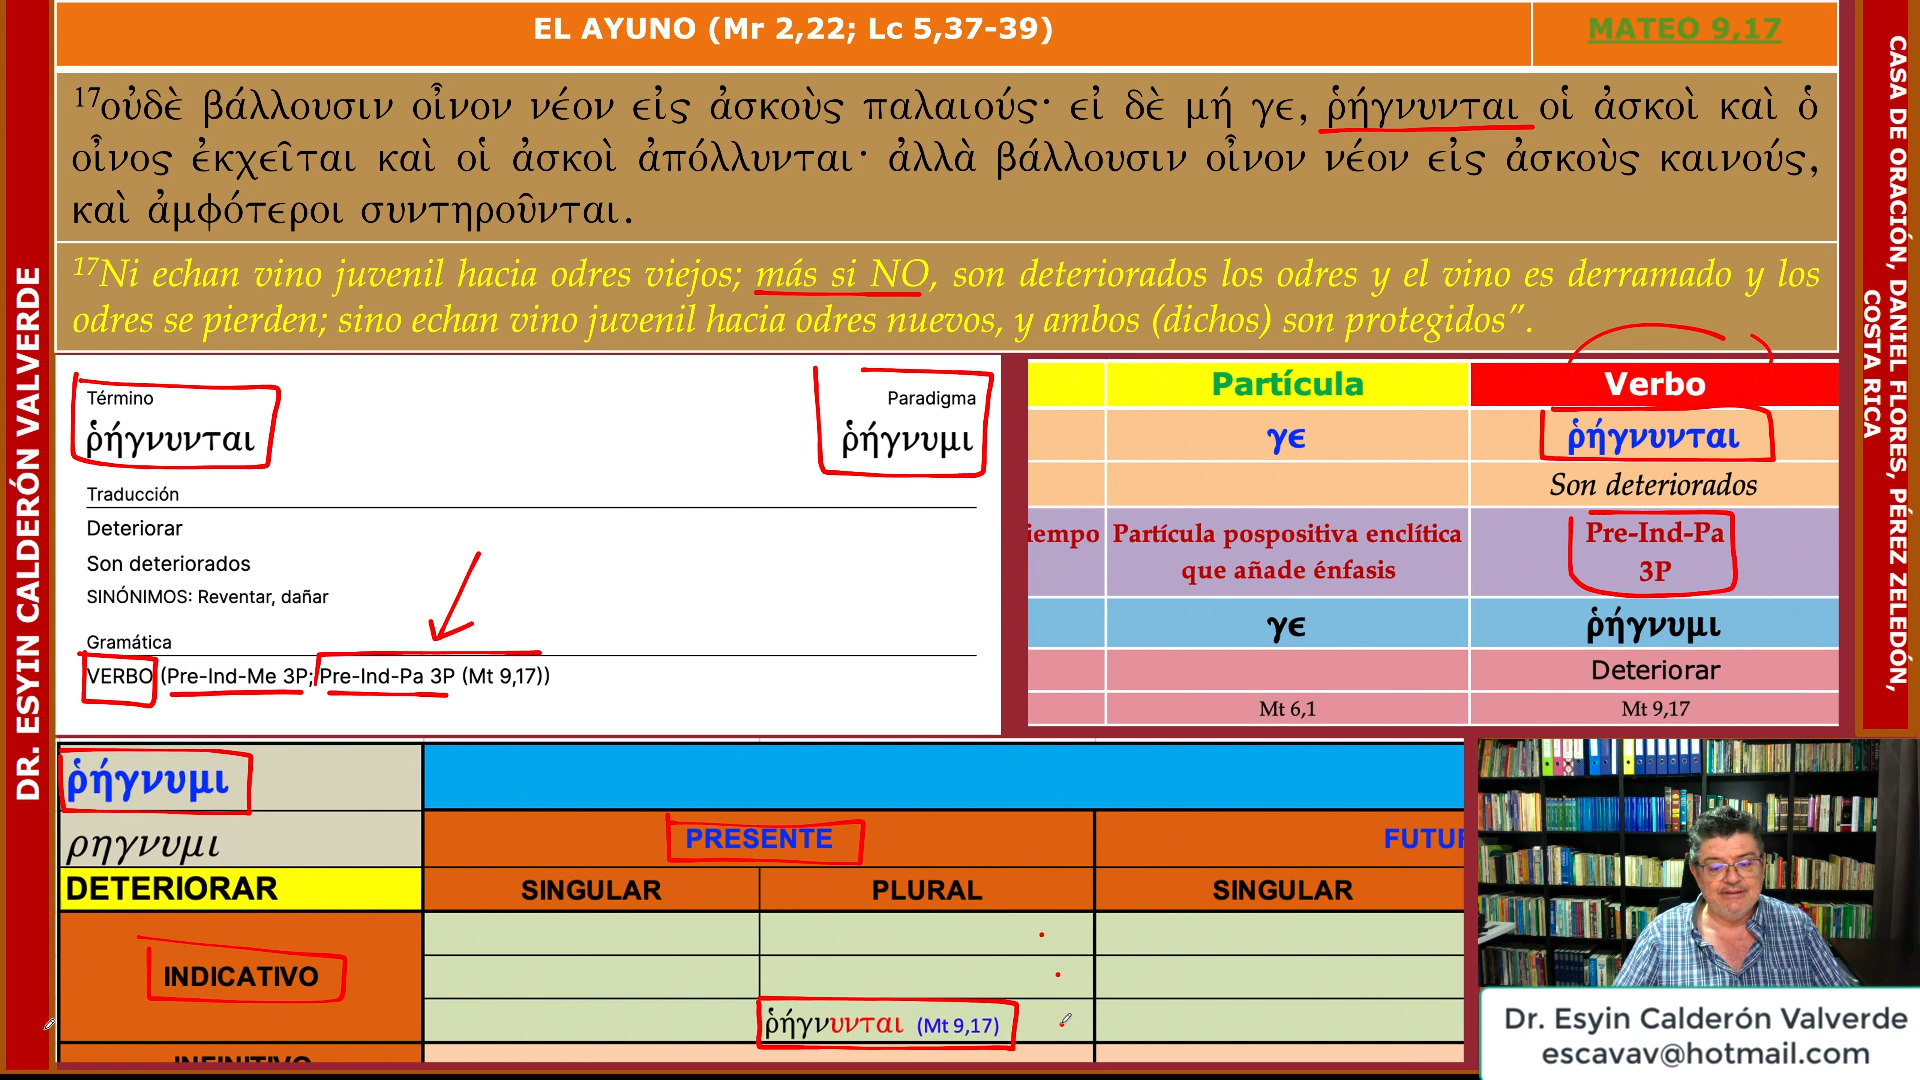 EL AYUNO (Mr 2,22; Lc 5,37-39)
MATEO 9,17
¹⁷οὐδὲ βάλλουσιν οἶνον νέον εἰς ἀσκοὺς παλαιούς· εἰ δὲ μή γε, ῥήγνυνται οἱ ἀσκοὶ καὶ ὁ
οἶνος ἐκχεῖται καὶ οἱ ἀσκοὶ ἀπόλλυνται· ἀλλὰ βάλλουσιν οἶνον νέον εἰς ἀσκοὺς καινούς,
καὶ ἀμφότεροι συντηροῦνται.
¹⁷Ni echan vino juvenil hacia odres viejos; más si NO, son deteriorados los odres y el vino es derramado y los
odres se pierden; sino echan vino juvenil hacia odres nuevos, y ambos (dichos) son protegidos”.
DR. ESYIN CALDERÓN VALVERDE
CASA DE ORACIÓN, DANIEL FLORES, PÉREZ ZELEDÓN,
COSTA RICA
Término
Paradigma
ῥήγνυνται
ῥήγνυμι
Traducción
Deteriorar
Son deteriorados
SINÓNIMOS: Reventar, dañar
Gramática
VERBO (Pre-Ind-Me 3P; Pre-Ind-Pa 3P (Mt 9,17))
Partícula
Verbo
γε
ῥήγνυνται
Son deteriorados
iempo
Partícula pospositiva enclítica
que añade énfasis
Pre-Ind-Pa
3P
γε
ῥήγνυμι
Deteriorar
Mt 6,1
Mt 9,17
ῥήγνυμι
ρηγνυμι
PRESENTE
FUTUR
DETERIORAR
SINGULAR
PLURAL
SINGULAR
INDICATIVO
ῥήγνυνται (Mt 9,17)
INFINITIVO
Dr. Esyin Calderón Valverde
escavav@hotmail.com